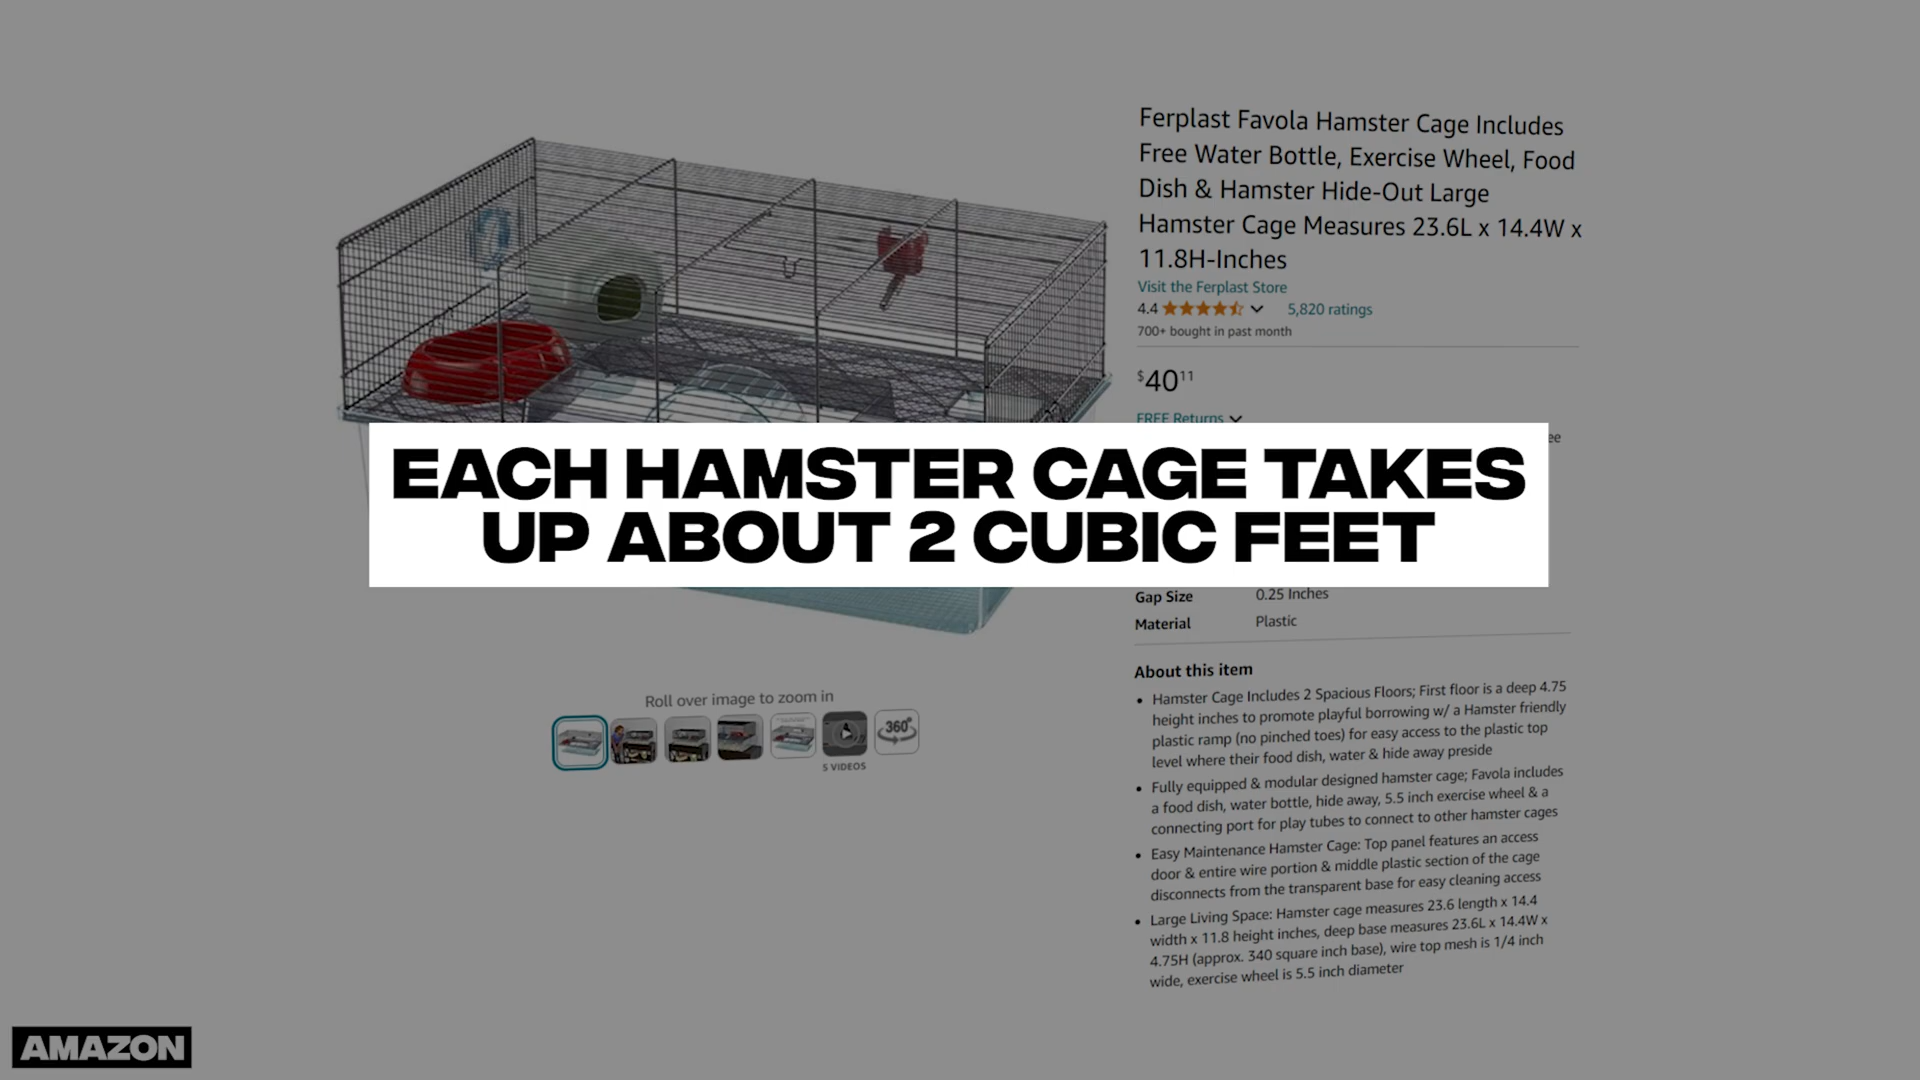 Ferplast Favola Hamster Cage Includes
Free Water Bottle, Exercise Wheel, Food
Dish & Hamster Hide-Out Large
Hamster Cage Measures 23.6L x 14.4W x
11.8H-Inches
Visit the Ferplast Store
4.4 5,820 ratings
700+ bought in past month
$4011
FREE Returns
ee
EACH HAMSTER CAGE TAKES
UP ABOUT 2 CUBIC FEET
Gap Size 0.25 Inches
Material Plastic
About this item
• Hamster Cage Includes 2 Spacious Floors; First floor is a deep 4.75
height inches to promote playful borrowing w/ a Hamster friendly
plastic ramp (no pinched toes) for easy access to the plastic top
level where their food dish, water & hide away preside
• Fully equipped & modular designed hamster cage; Favola includes
a food dish, water bottle, hide away, 5.5 inch exercise wheel & a
connecting port for play tubes to connect to other hamster cages
• Easy Maintenance Hamster Cage: Top panel features an access
door & entire wire portion & middle plastic section of the cage
disconnects from the transparent base for easy cleaning access
• Large Living Space: Hamster cage measures 23.6 length x 14.4
width x 11.8 height inches, deep base measures 23.6L x 14.4W x
4.75H (approx. 340 square inch base), wire top mesh is 1/4 inch
wide, exercise wheel is 5.5 inch diameter
Roll over image to zoom in
360°
5 VIDEOS
AMAZON